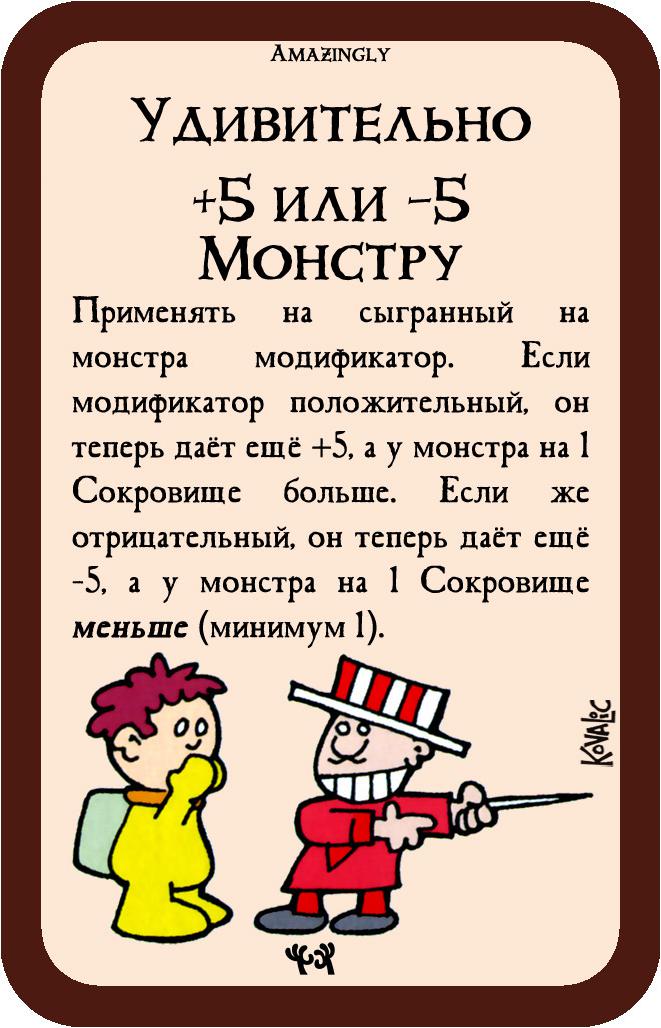 Amazingly
Удивительно
+5 или -5
Монстру
Применять на сыгранный на
монстра модификатор. Если
модификатор положительный, он
теперь даёт ещё +5, а у монстра на 1
Сокровище больше. Если же
отрицательный, он теперь даёт ещё
-5, а у монстра на 1 Сокровище
меньше (минимум 1).
Kovalic